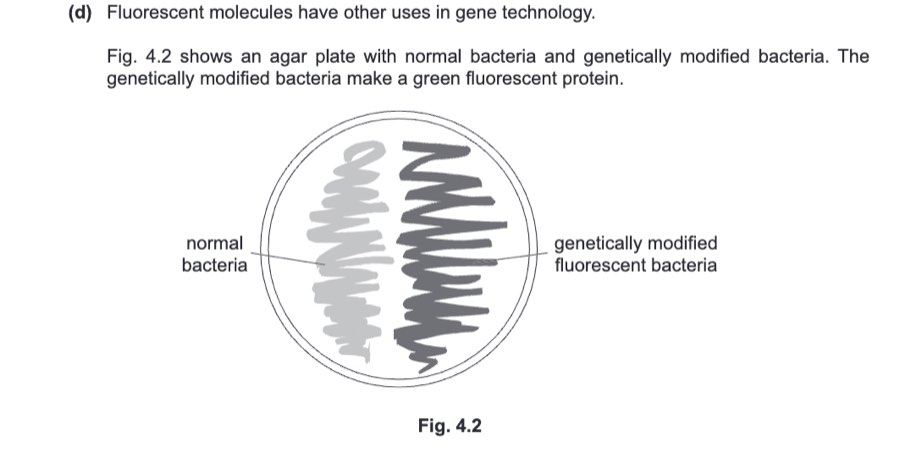 (d) Fluorescent molecules have other uses in gene technology.
Fig. 4.2 shows an agar plate with normal bacteria and genetically modified bacteria. The
genetically modified bacteria make a green fluorescent protein.
normal
bacteria
genetically modified
fluorescent bacteria
Fig. 4.2